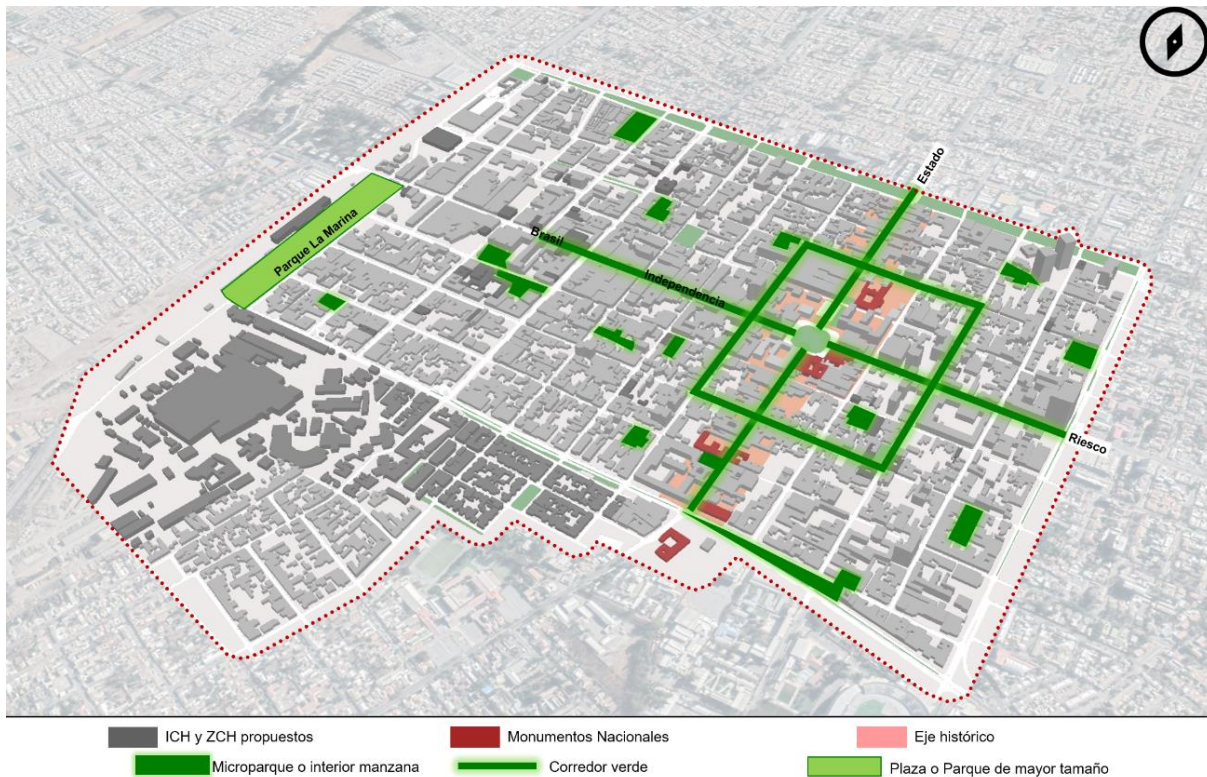 Estado
Parque La Marina
Brasil
Independencia
Riesco
ICH y ZCH propuestos
Monumentos Nacionales
Eje histórico
Microparque o interior manzana
Corredor verde
Plaza o Parque de mayor tamaño